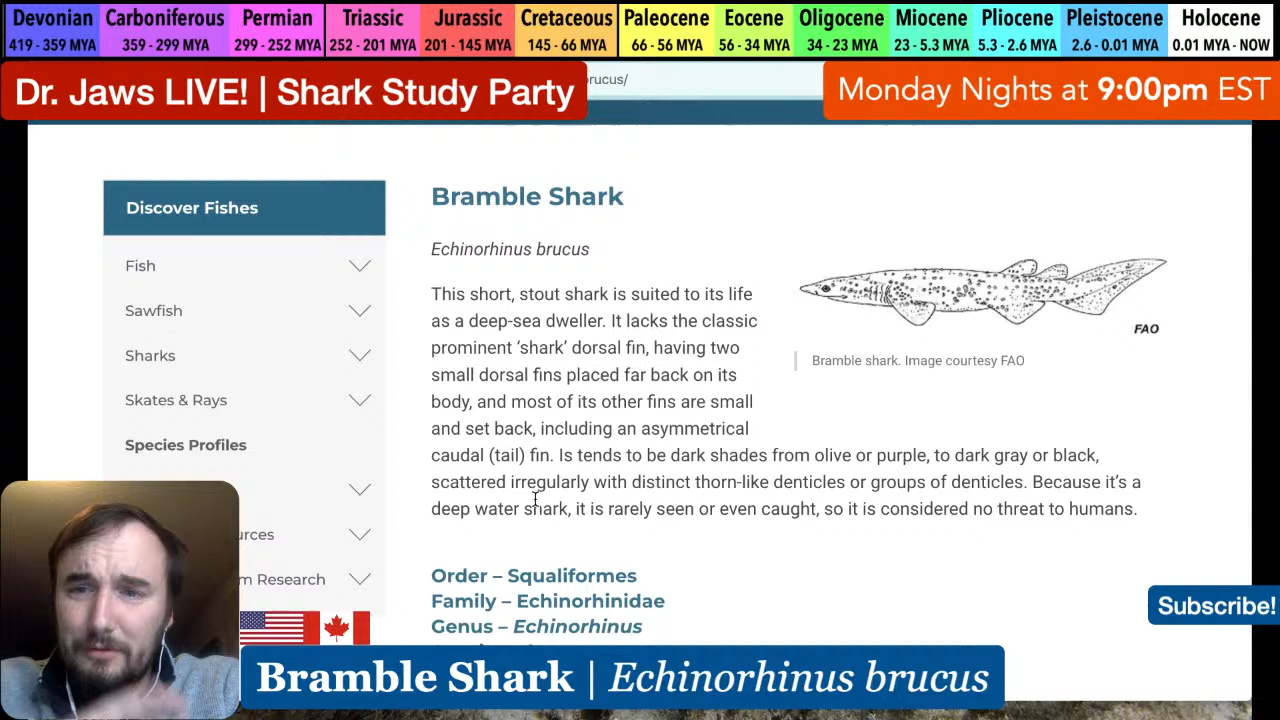 Devonian Carboniferous Permian Triassic Jurassic Cretaceous Paleocene Eocene Oligocene Miocene Pliocene Pleistocene Holocene
419 - 359 MYA 359 - 299 MYA 299 - 252 MYA 252 - 201 MYA 201 - 145 MYA 145 - 66 MYA 66 - 56 MYA 56 - 34 MYA 34 - 23 MYA 23 - 5.3 MYA 5.3 - 2.6 MYA 2.6 - 0.01 MYA 0.01 MYA - NOW
Dr. Jaws LIVE! | Shark Study Party
brucus/
Monday Nights at 9:00pm EST
Discover Fishes
Fish
Sawfish
Sharks
Skates & Rays
Species Profiles
urces
m Research
Bramble Shark
Echinorhinus brucus
This short, stout shark is suited to its life
as a deep-sea dweller. It lacks the classic
prominent ‘shark’ dorsal fin, having two
small dorsal fins placed far back on its
body, and most of its other fins are small
and set back, including an asymmetrical
caudal (tail) fin. Is tends to be dark shades from olive or purple, to dark gray or black,
scattered irregularly with distinct thorn-like denticles or groups of denticles. Because it’s a
deep water shark, it is rarely seen or even caught, so it is considered no threat to humans.
FAO
Bramble shark. Image courtesy FAO
Order – Squaliformes
Family – Echinorhinidae
Genus – Echinorhinus
Subscribe!
Bramble Shark | Echinorhinus brucus